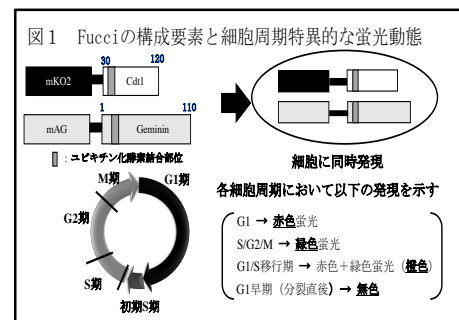 図1 Fucciの構成要素と細胞周期特異的な蛍光動態
30 120
mKO2 Cdt1
1 110
mAG Geminin
：ユビキチン化酵素結合部位
M期 G1期
G2期
S期
初期S期
細胞に同時発現
各細胞周期において以下の発現を示す
G1 → 赤色蛍光
S/G2/M → 緑色蛍光
G1/S移行期 → 赤色＋緑色蛍光（橙色）
G1早期（分裂直後）→ 無色